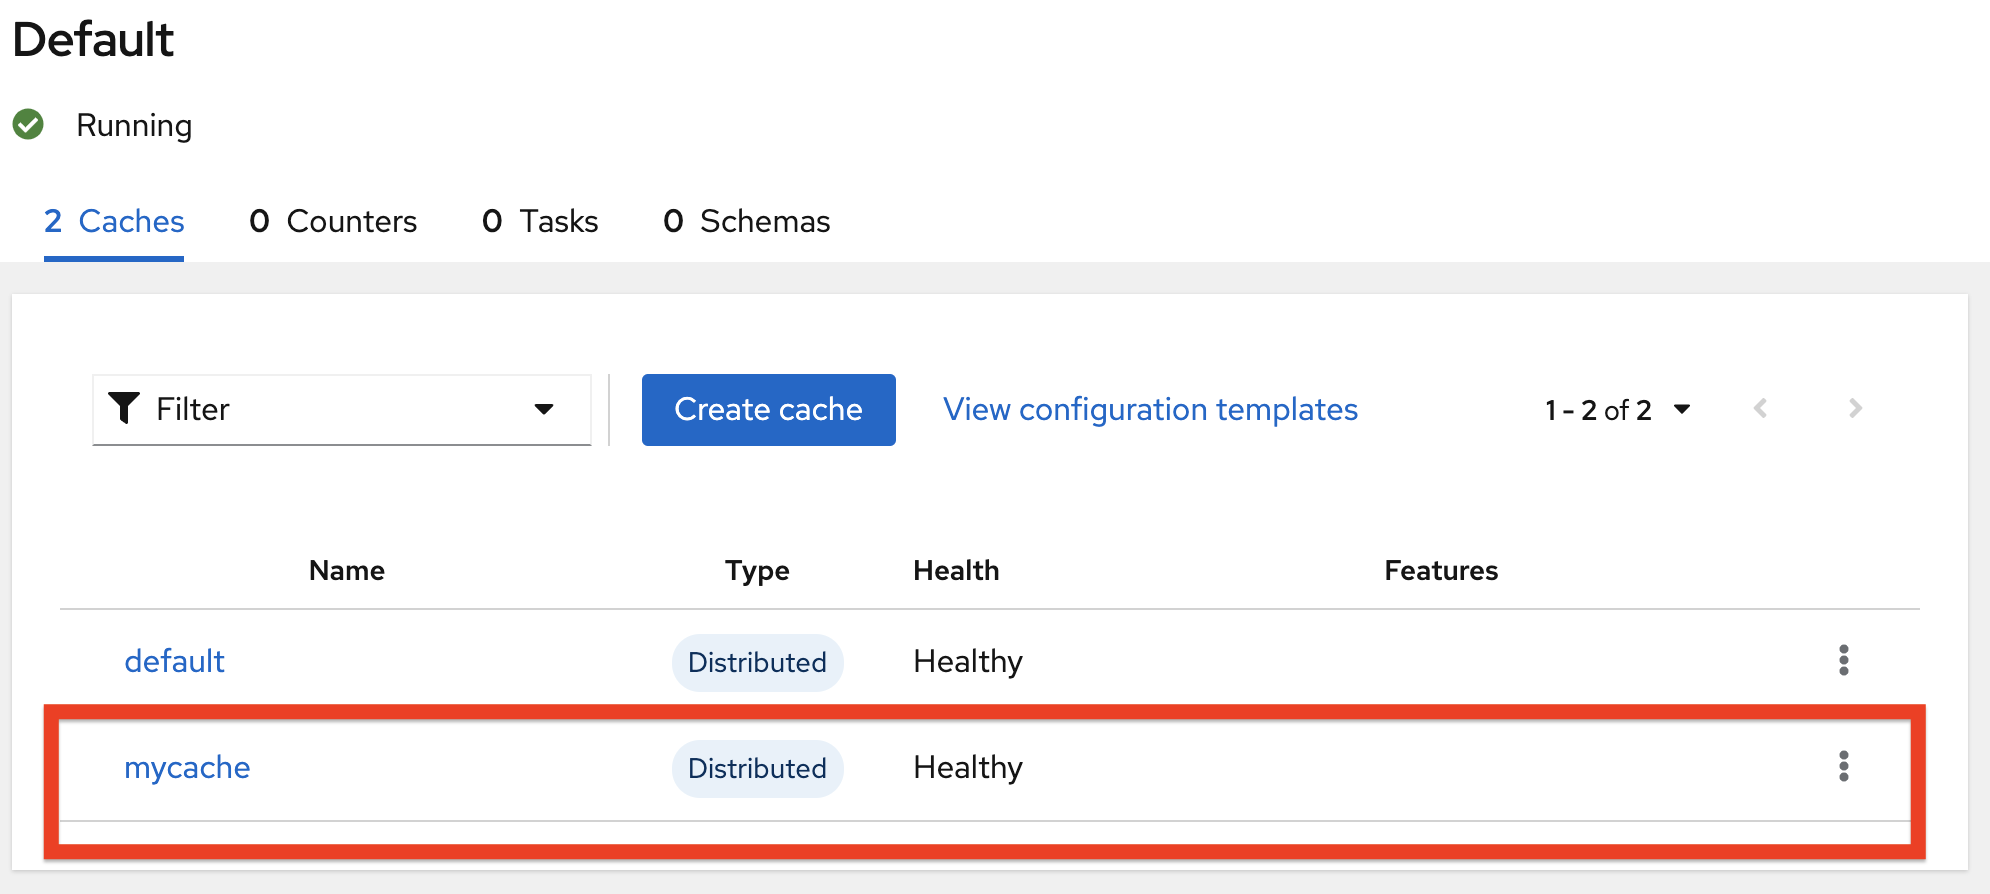 Default
Running
2 Caches 0 Counters 0 Tasks 0 Schemas
Filter Create cache View configuration templates 1 - 2 of 2
Name Type Health Features
default Distributed Healthy
mycache Distributed Healthy